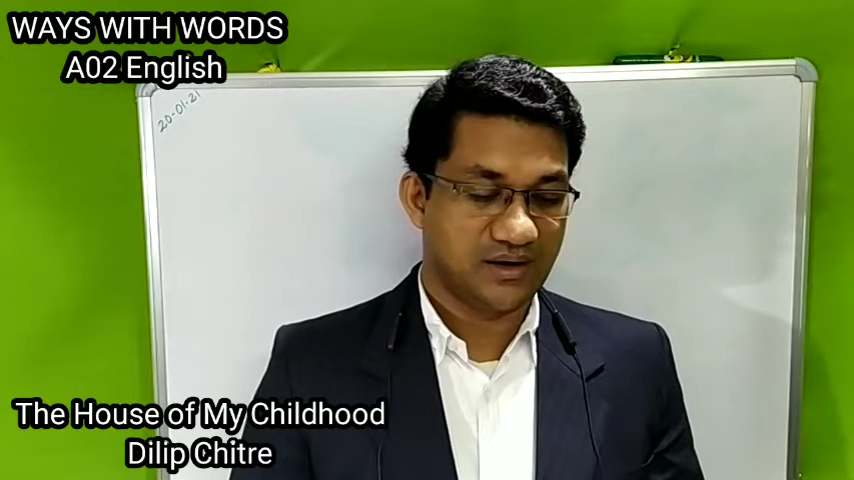 WAYS WITH WORDS
A02 English
20-01-21
The House of My Childhood
Dilip Chitre